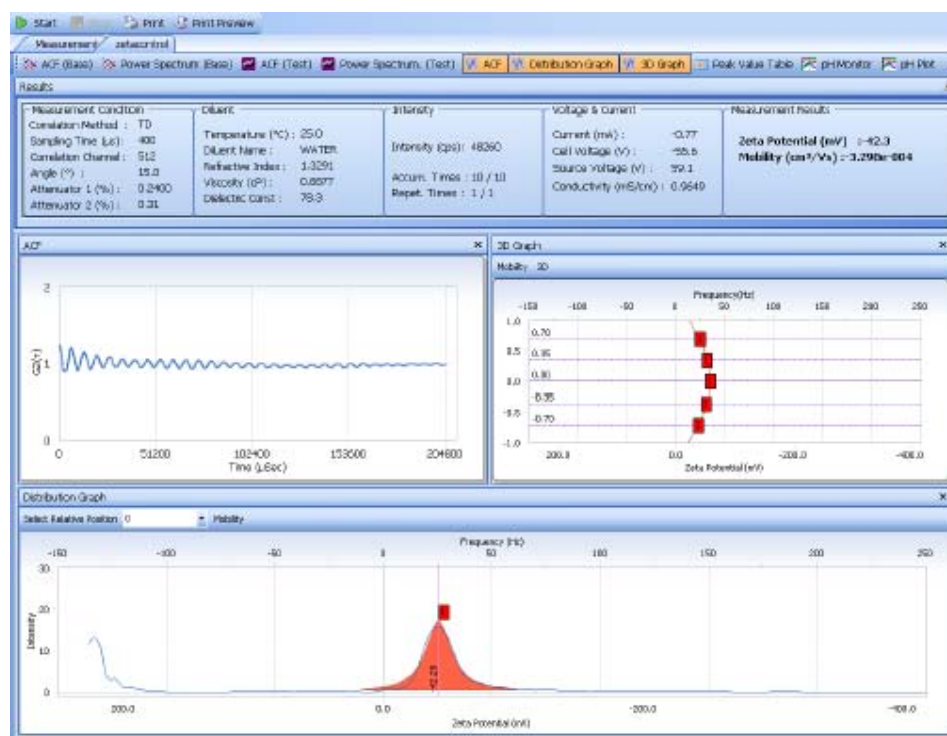 Start Print Print Preview
Measurement zetacontrol
ACF (Base) Power Spectrum (Base) ACF (Test) Power Spectrum. (Test) ACF Distribution Graph 3D Graph Peak Value Table pHMonitor pH Plot
Results
Measurement Condition
Correlation Method : TD
Sampling Time (μs): 400
Correlation Channel : 512
Angle (°) : 15.0
Attenuator 1 (%) : 0.2400
Attenuator 2 (%) : 0.31
Diluent
Temperature (°C) : 25.0
Diluent Name : WATER
Refractive Index : 1.3291
Viscosity (cP) : 0.8677
Dielectric Const : 78.3
Intensity
Intensity (cps): 48260
Accum. Times : 10 / 10
Repet. Times : 1 / 1
Voltage & Current
Current (mA) : -0.77
Cell Voltage (V) : -55.6
Source Voltage (V) : 59.1
Conductivity (mS/cm) : 0.9649
Measurement Results
Zeta Potential (mV) :-42.3
Mobility (cm²/Vs) :-3.298e-004
ACF
2
1
0
G2(τ)
0 51200 102400 153600 204800
Time (μSec)
3D Graph
Mobility 3D
Frequency(Hz)
-150 -100 -50 0 50 100 150 200 250
1.0
0.5
0.0
-0.5
-1.0
0.70
0.35
0.00
-0.35
-0.70
200.0 0.0 -200.0 -400.0
Zeta Potential (mV)
Distribution Graph
Select Relative Position 0 Mobility
Frequency (Hz)
-150 -100 -50 0 50 100 150 200 250
30
20
10
0
Intensity
-42.29
200.0 0.0 -200.0 -400.0
Zeta Potential (mV)